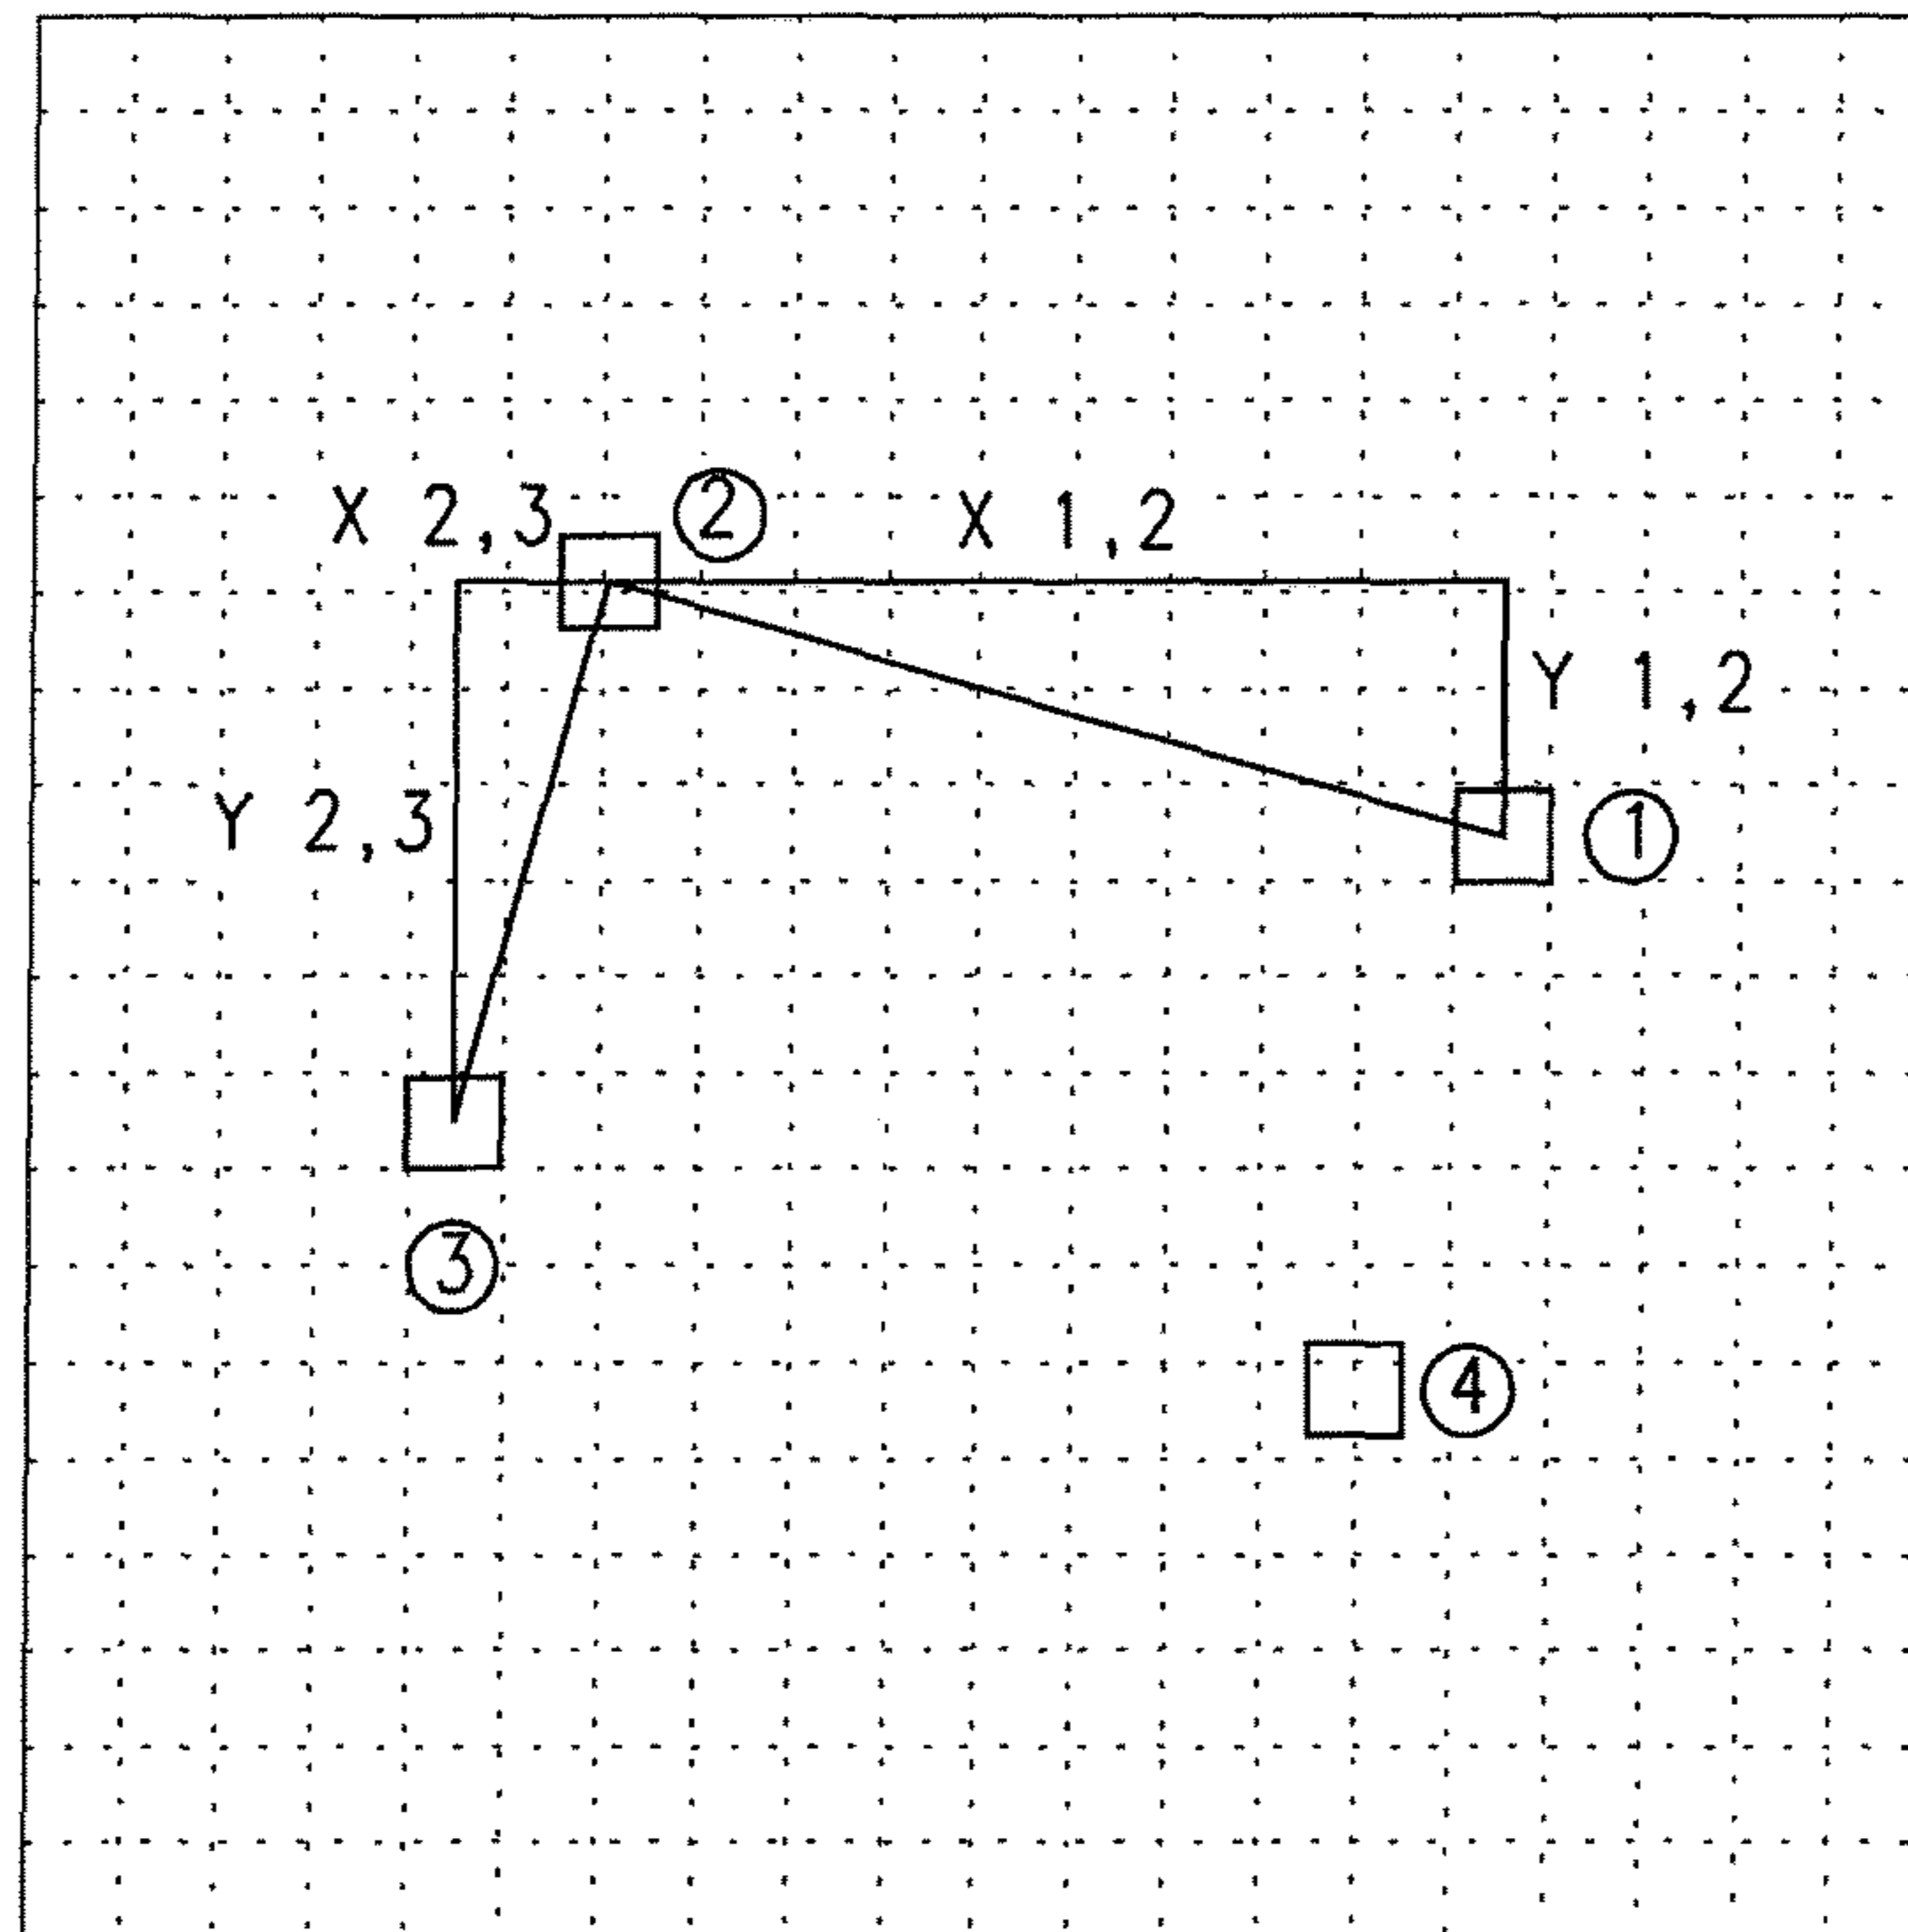 X 2,3
②
X 1,2
Y 1,2
Y 2,3
①
③
④